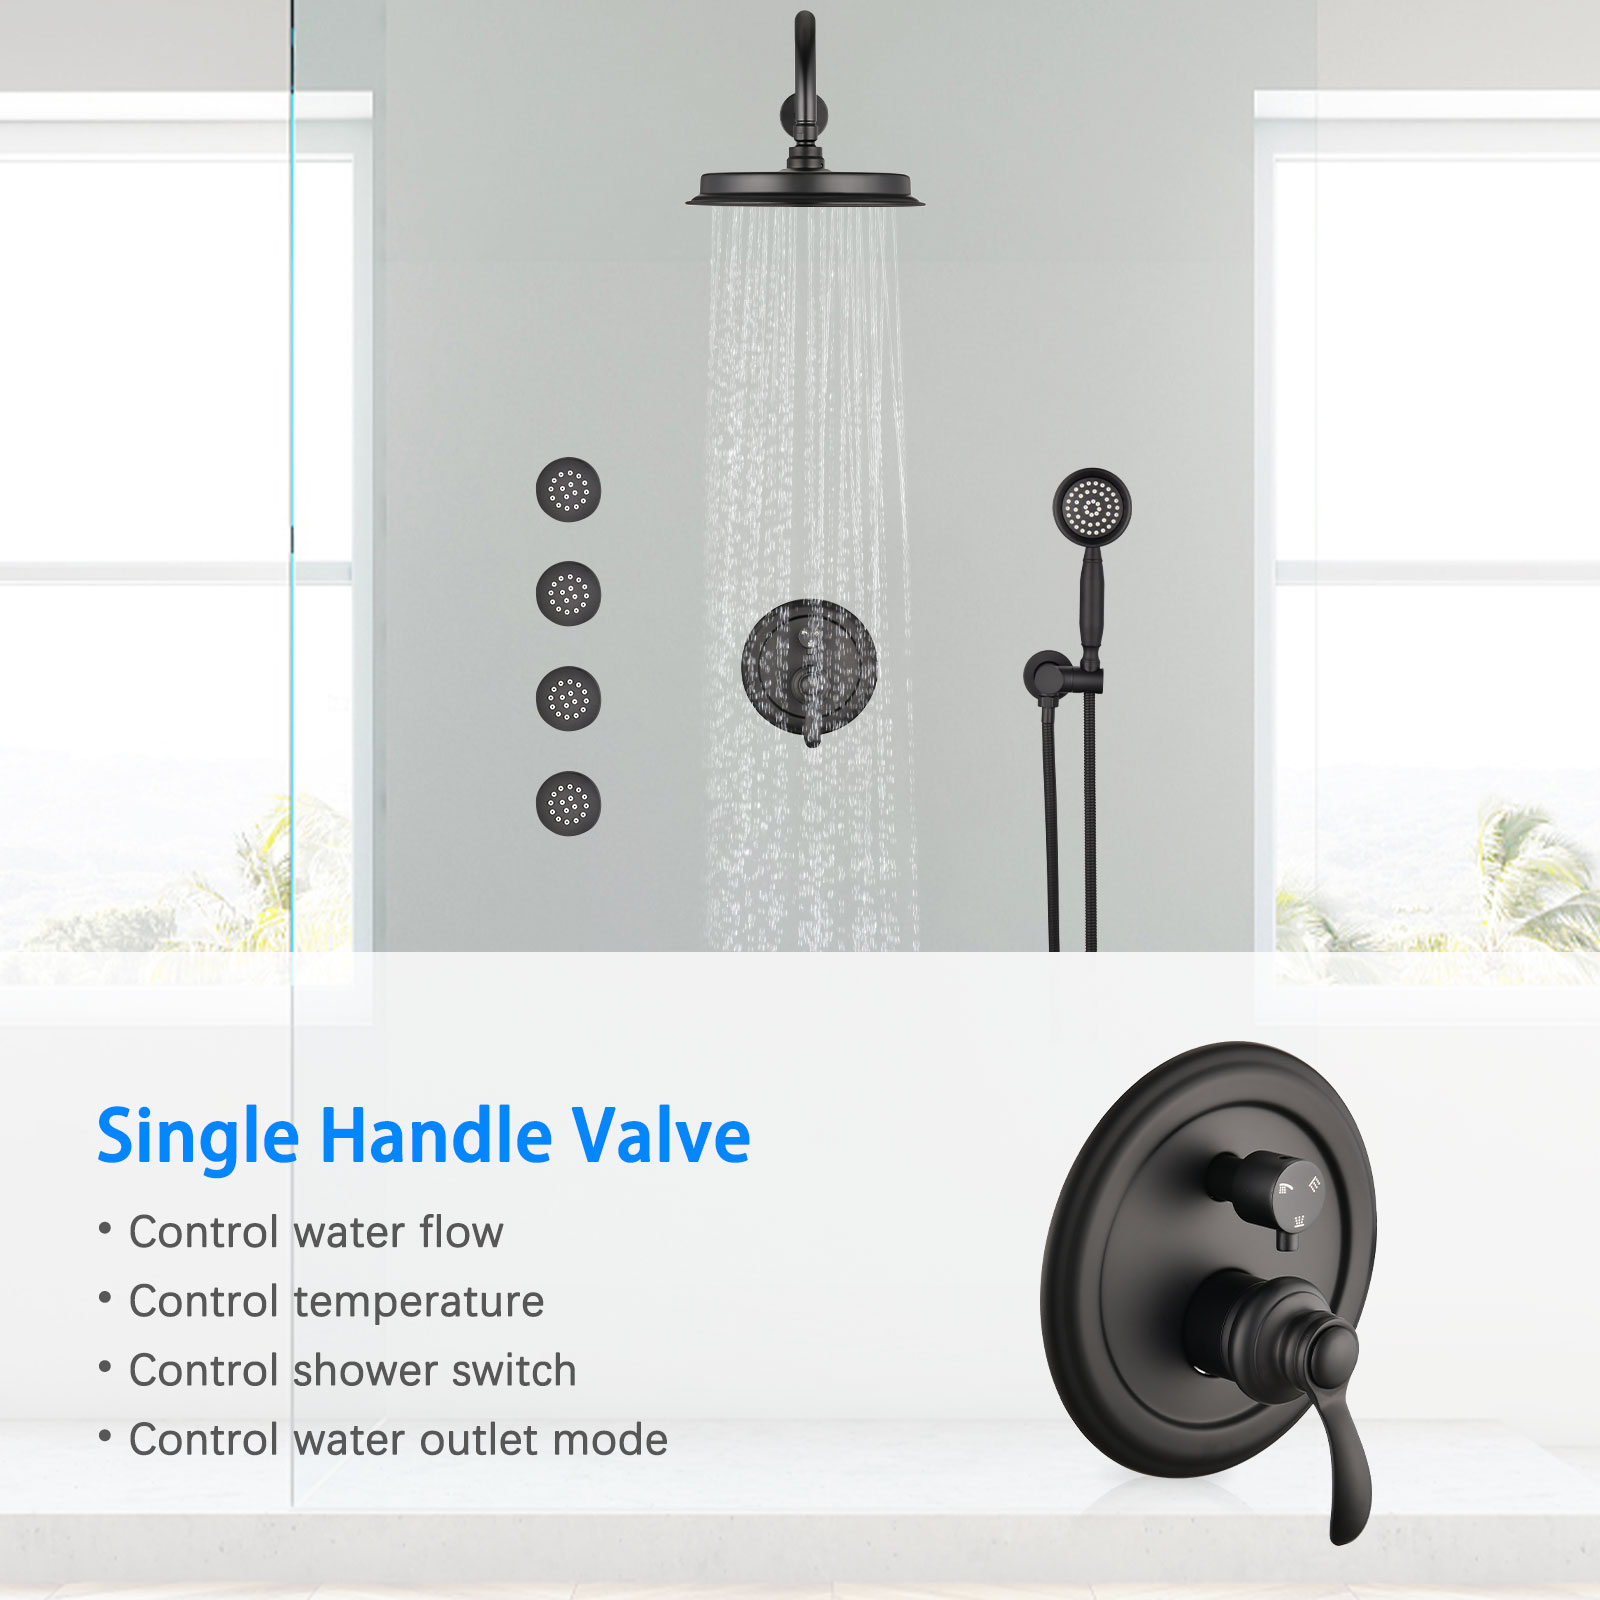 Single Handle Valve
• Control water flow
• Control temperature
• Control shower switch
• Control water outlet mode